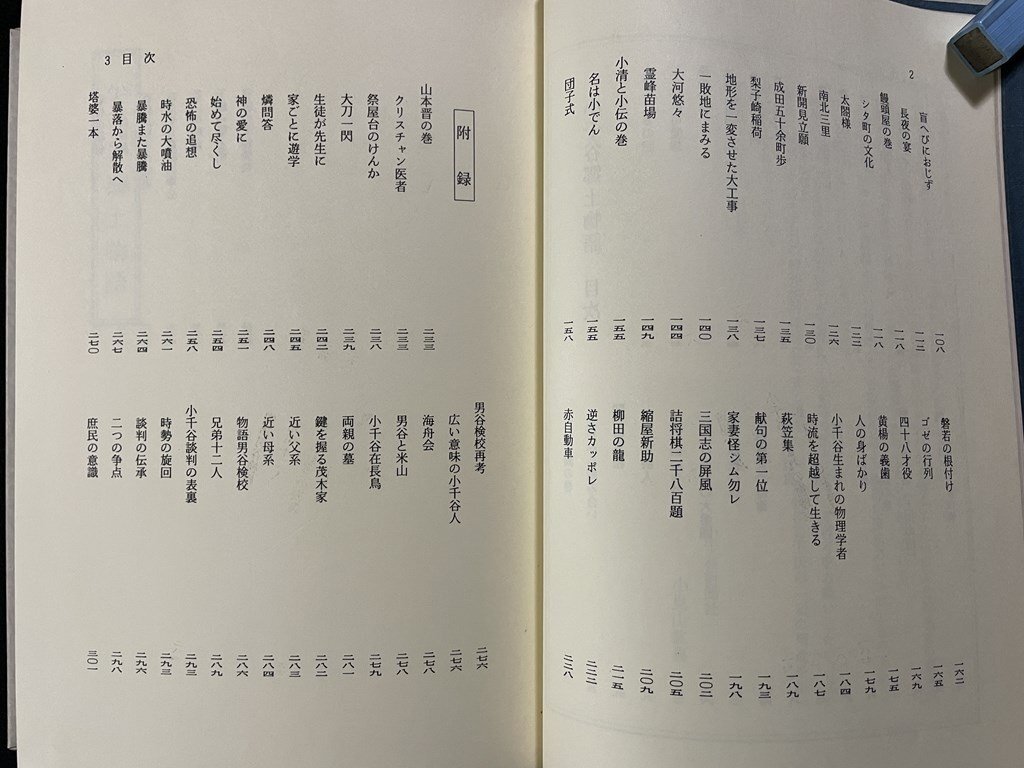 2
盲へびにおじず 一〇八
長夜の宴 一一二
饅頭屋の巻 一一八
シタ町の文化 一一八
太閤様 一二二
南北三里 一二六
新開見立願 一三〇
成田五十余町歩 一三五
梨子崎稲荷 一三七
地形を一変させた大工事 一三八
一敗地にまみる 一四〇
大河悠々 一四四
霊峰苗場 一四九
小清と小伝の巻 一五五
名は小でん 一五五
団子式 一五八
磐若の根付け 一六二
ゴゼの行列 一六五
四十八才役 一六九
黄楊の義歯 一七五
人の身ばかり 一七九
小千谷生まれの物理学者 一八四
時流を超越して生きる 一八七
萩笠集 一八九
献句の第一位 一九三
家妻怪シム勿レ 一九八
三国志の屏風 二〇二
詰将棋二千八百題 二〇五
縮屋新助 二〇九
柳田の龍 二一五
逆さカッポレ 二二二
赤自動車 二二八
3 目次
附録
山本晋の巻 二三三
クリスチャン医者 二三三
祭屋台のけんか 二三八
大刀一閃 二三九
生徒が先生に 二四二
家ごとに遊学 二四五
燐問答 二四八
神の愛に 二五一
始めて尽くし 二五四
恐怖の追想 二五八
時水の大噴油 二六一
暴騰また暴騰 二六四
暴落から解散へ 二六七
塔婆一本 二七〇
男谷検校再考 二七六
広い意味の小千谷人 二七六
海舟会 二七八
男谷と米山 二七八
小千谷在長鳥 二七九
両親の墓 二八一
鍵を握る茂木家 二八二
近い父系 二八三
近い母系 二八四
物語男谷検校 二八六
兄弟十二人 二八九
小千谷談判の表裏 二九三
時勢の旋回 二九三
談判の伝承 二九六
二つの争点 二九八
庶民の意識 三〇一